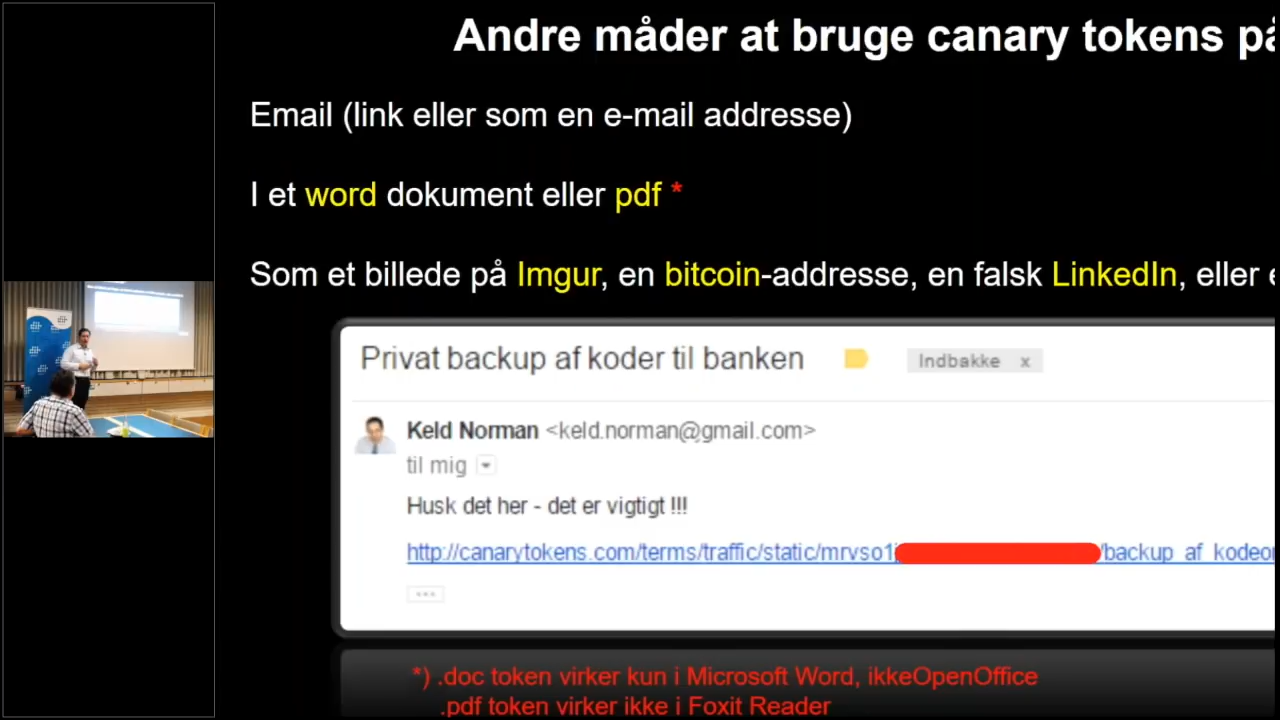 Andre måder at bruge canary tokens på
Email (link eller som en e-mail addresse)
I et word dokument eller pdf *
Som et billede på Imgur, en bitcoin-addresse, en falsk LinkedIn, eller e
Privat backup af koder til banken
Indbakke x
Keld Norman <keld.norman@gmail.com>
til mig
Husk det her - det er vigtigt !!!
http://canarytokens.com/terms/traffic/static/mrvso1 /backup_af_kodeor
*) .doc token virker kun i Microsoft Word, ikkeOpenOffice
.pdf token virker ikke i Foxit Reader